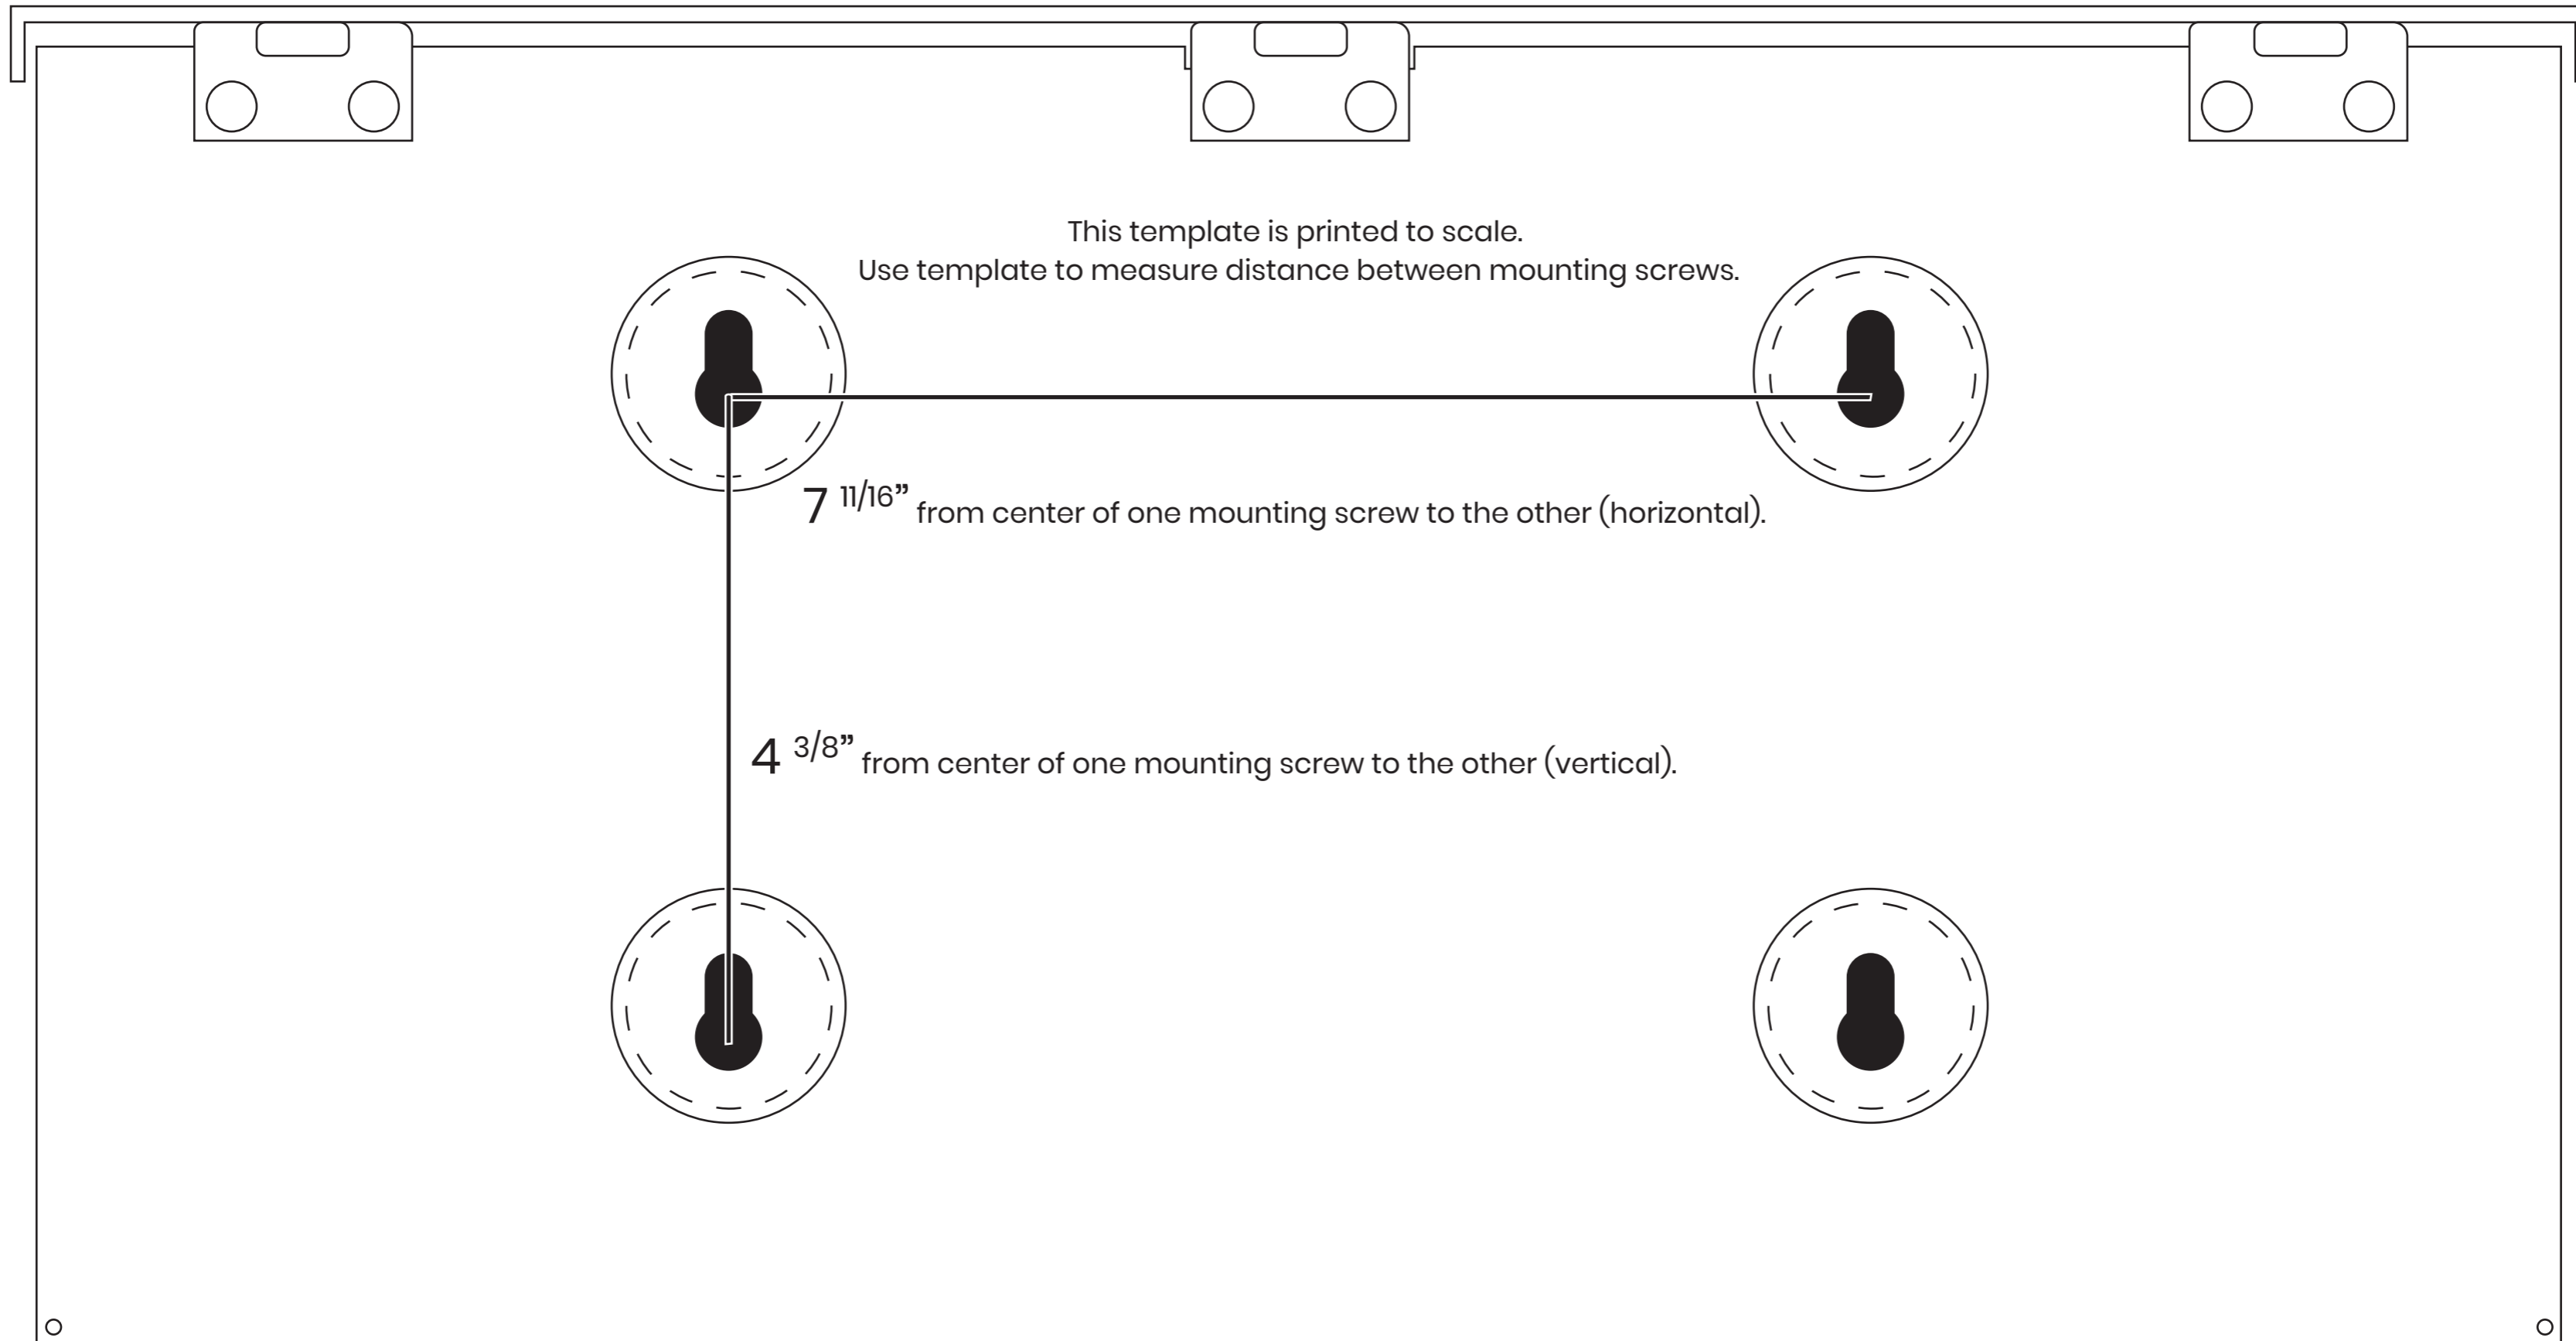 This template is printed to scale.
Use template to measure distance between mounting screws.
7 11/16” from center of one mounting screw to the other (horizontal).
4 3/8” from center of one mounting screw to the other (vertical).